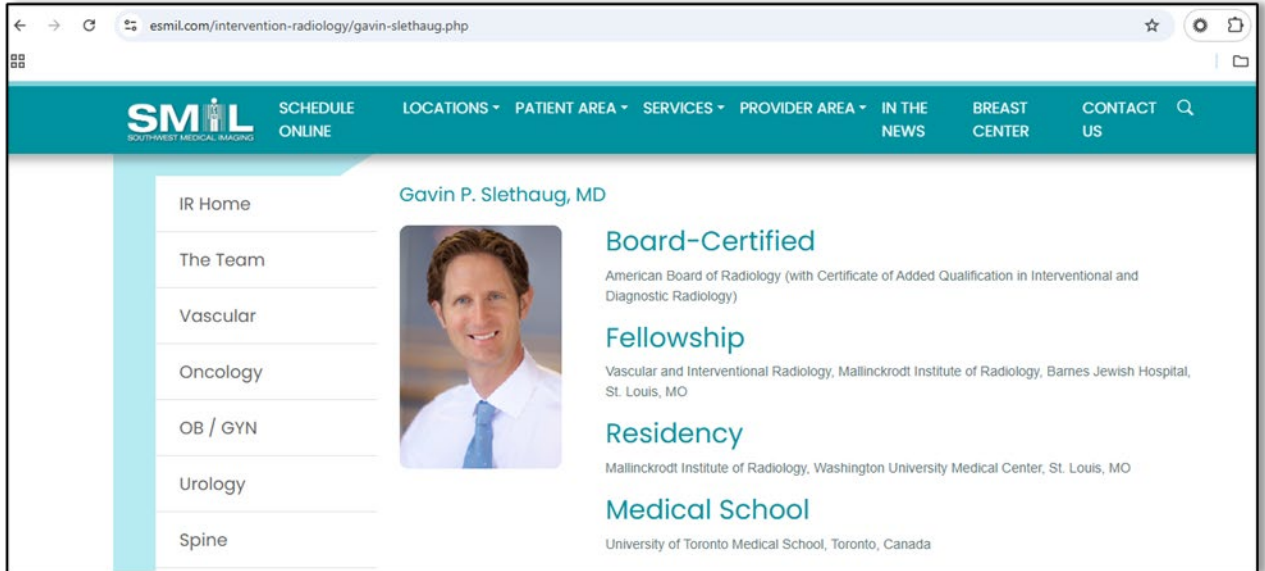 esmil.com/intervention-radiology/gavin-slethaug.php
SMIL
SOUTHWEST MEDICAL IMAGING
SCHEDULE
ONLINE
LOCATIONS
PATIENT AREA
SERVICES
PROVIDER AREA
IN THE
NEWS
BREAST
CENTER
CONTACT
US
IR Home
The Team
Vascular
Oncology
OB / GYN
Urology
Spine
Gavin P. Slethaug, MD
Board-Certified
American Board of Radiology (with Certificate of Added Qualification in Interventional and
Diagnostic Radiology)
Fellowship
Vascular and Interventional Radiology, Mallinckrodt Institute of Radiology, Barnes Jewish Hospital,
St. Louis, MO
Residency
Mallinckrodt Institute of Radiology, Washington University Medical Center, St. Louis, MO
Medical School
University of Toronto Medical School, Toronto, Canada